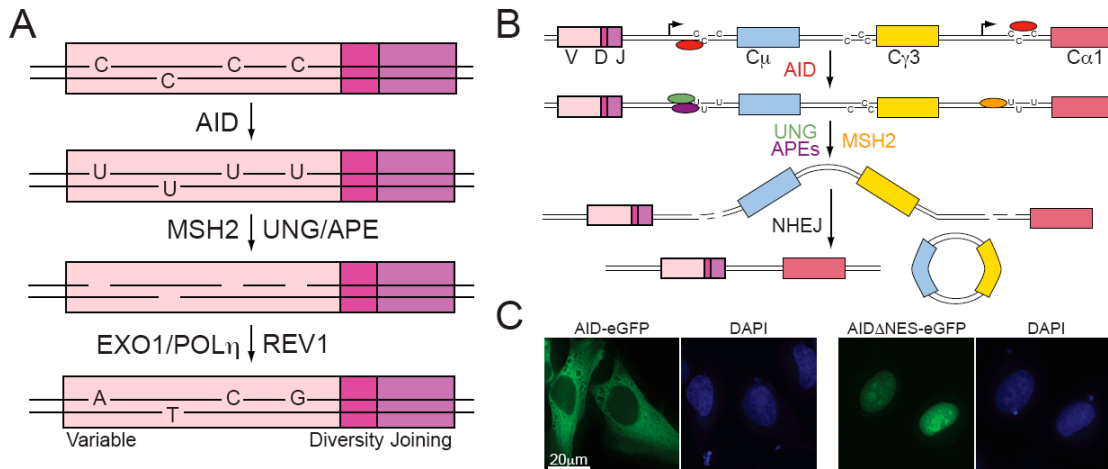 A
C C C C
AID
U U U U
MSH2 UNG/APE
EXO1/POLη REV1
A T C G
Variable Diversity Joining
B
C C C C C C C C C
V D J Cμ Cγ3 Cα1
AID
U U U C C C U U U
UNG MSH2
APEs
NHEJ
C
AID-eGFP DAPI AIDΔNES-eGFP DAPI
20μm